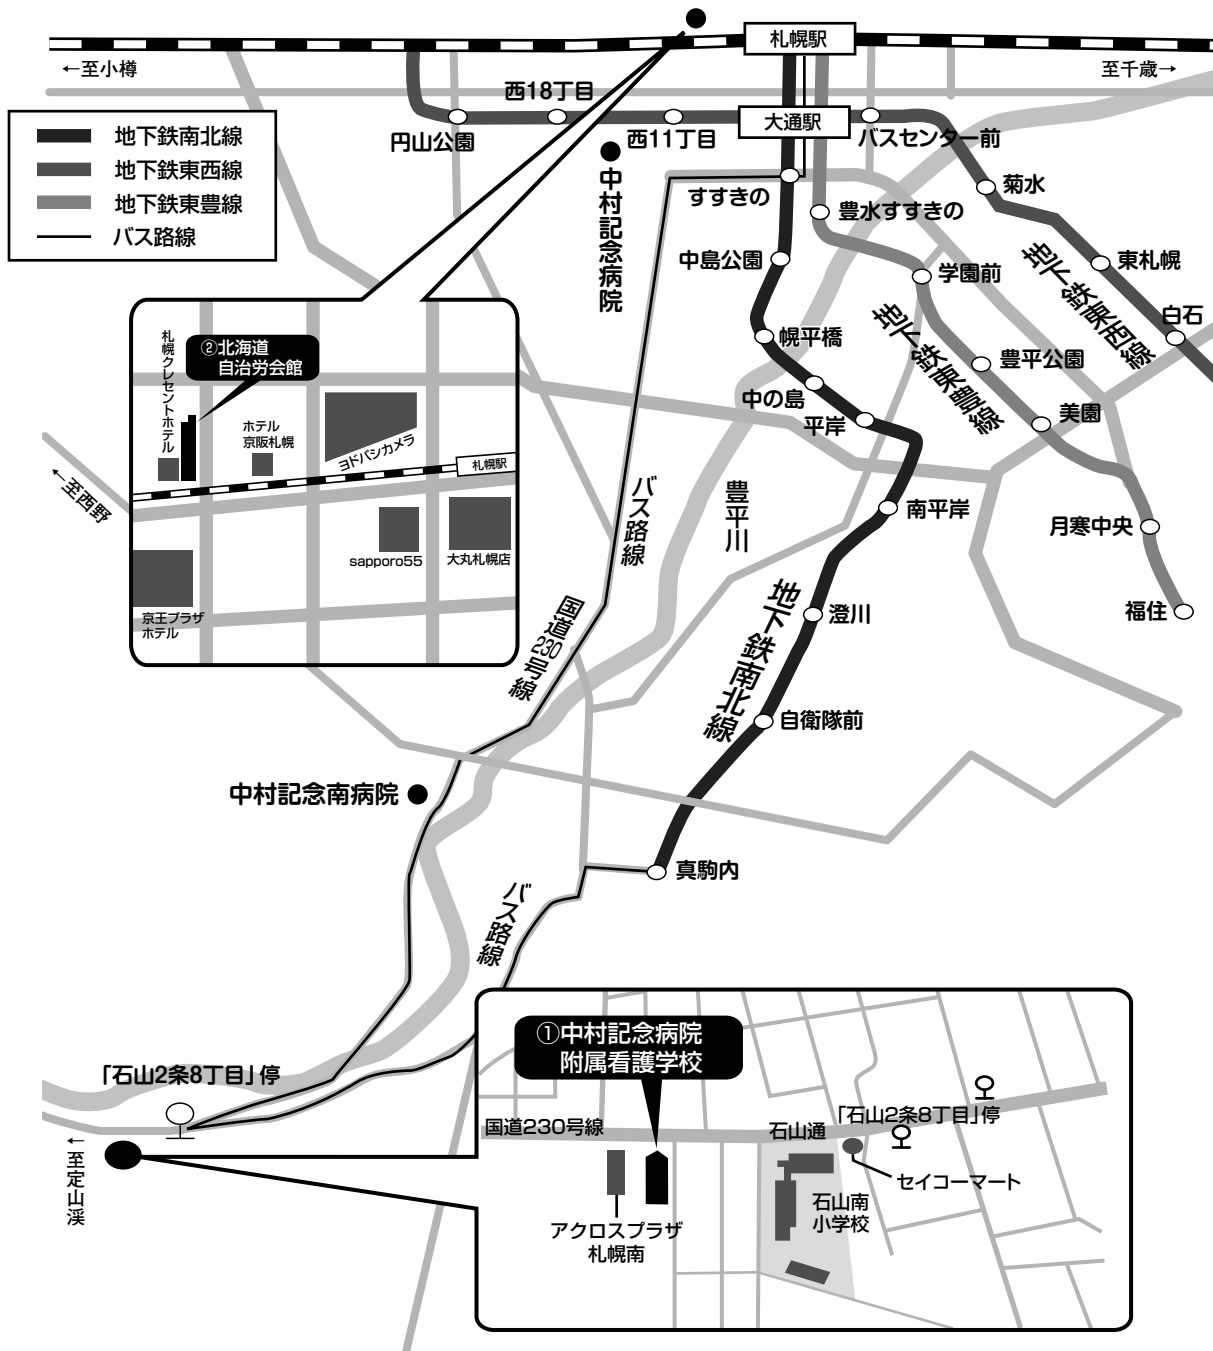 札幌駅
←至小樽
至千歳→
西18丁目
円山公園
西11丁目
大通駅
バスセンター前
地下鉄南北線
地下鉄東西線
地下鉄東豊線
バス路線
中村記念病院
すすきの
豊水すすきの
菊水
中島公園
学園前
東札幌
地下鉄東西線
白石
幌平橋
地下鉄東豊線
豊平公園
中の島
平岸
美園
②北海道
自治労会館
札幌クレセントホテル
ホテル
京阪札幌
ヨドバシカメラ
札幌駅
sapporo55
大丸札幌店
京王プラザ
ホテル
←至西野
バス路線
豊平川
南平岸
月寒中央
福住
国道230号線
地下鉄南北線
澄川
自衛隊前
中村記念南病院
真駒内
バス路線
「石山2条8丁目」停
←至定山渓
①中村記念病院
附属看護学校
国道230号線
石山通
「石山2条8丁目」停
セイコーマート
石山南
小学校
アクロスプラザ
札幌南